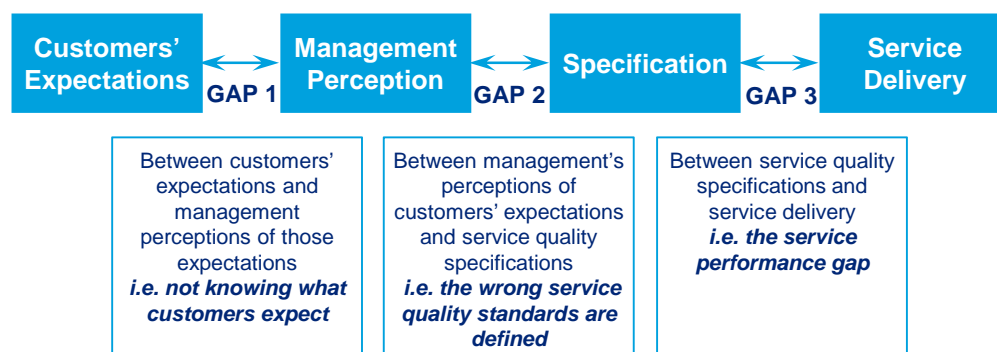 Customers’
Expectations
Management
Perception
Specification
Service
Delivery
GAP 1
GAP 2
GAP 3
Between customers’
expectations and
management
perceptions of those
expectations
i.e. not knowing what
customers expect
Between management’s
perceptions of
customers’ expectations
and service quality
specifications
i.e. the wrong service
quality standards are
defined
Between service quality
specifications and
service delivery
i.e. the service
performance gap